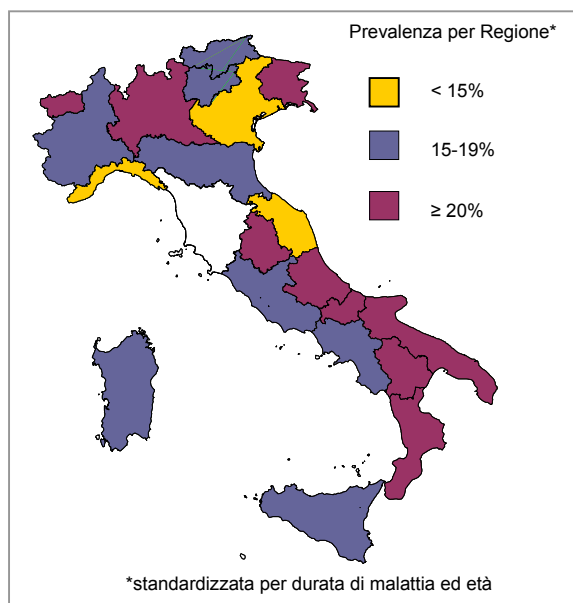 Prevalenza per Regione*
< 15%
15-19%
≥ 20%
*standardizzata per durata di malattia ed età